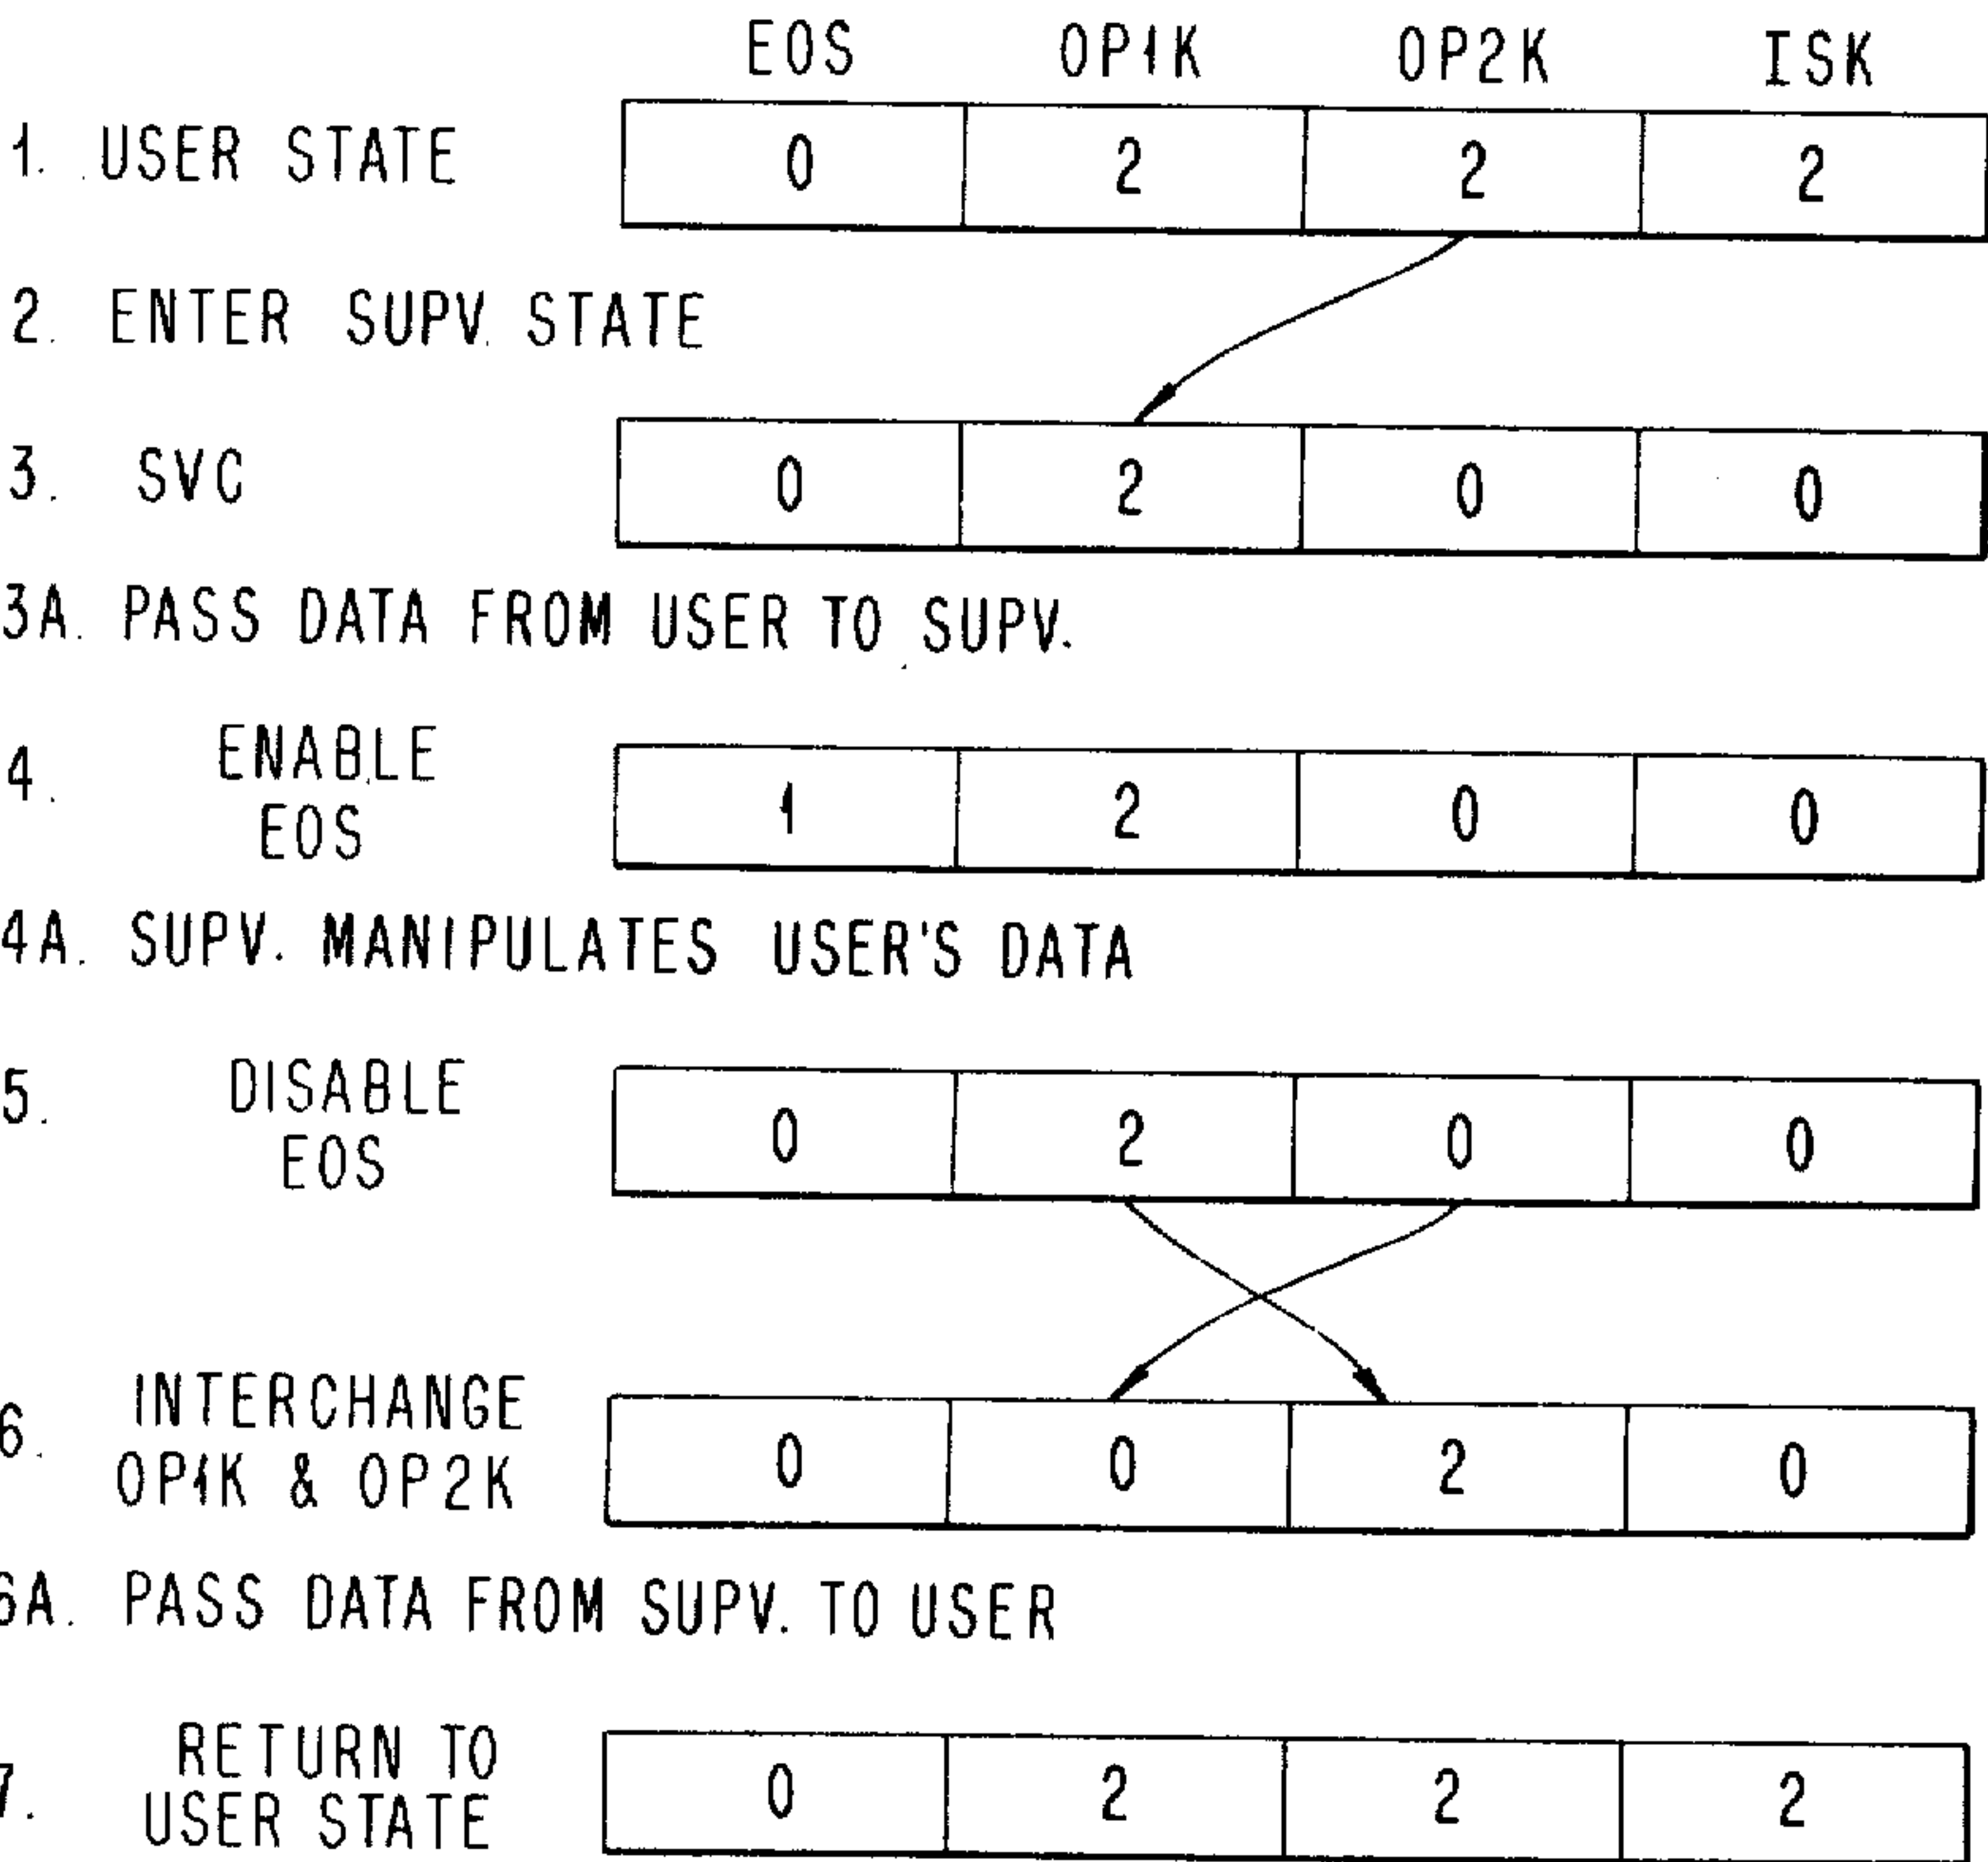 EOS OP1K OP2K ISK
1. USER STATE 0 2 2 2
2. ENTER SUPV. STATE
3. SVC 0 2 0 0
3A. PASS DATA FROM USER TO SUPV.
4. ENABLE
EOS 1 2 0 0
4A. SUPV. MANIPULATES USER'S DATA
5. DISABLE
EOS 0 2 0 0
6. INTERCHANGE
OP1K & OP2K 0 0 2 0
6A. PASS DATA FROM SUPV. TO USER
7. RETURN TO
USER STATE 0 2 2 2